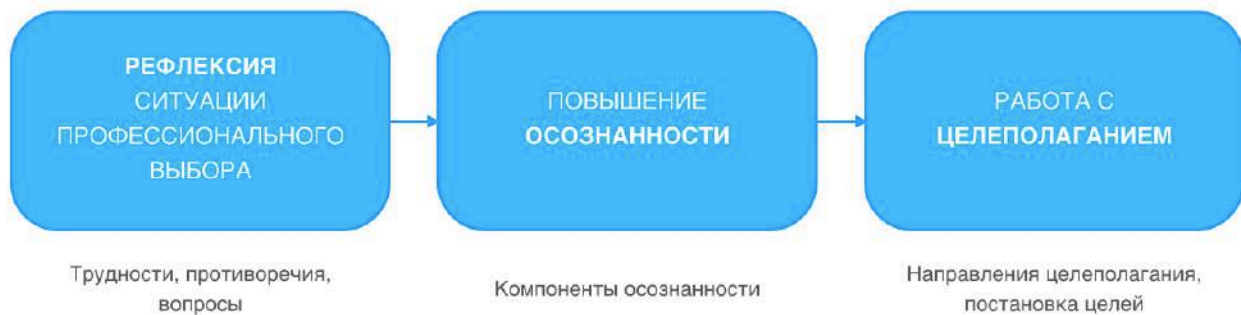 РЕФЛЕКСИЯ
СИТУАЦИИ
ПРОФЕССИОНАЛЬНОГО
ВЫБОРА
ПОВЫШЕНИЕ
ОСОЗНАННОСТИ
РАБОТА С
ЦЕЛЕПОЛАГАНИЕМ
Трудности, противоречия,
вопросы
Компоненты осознанности
Направления целеполагания,
постановка целей